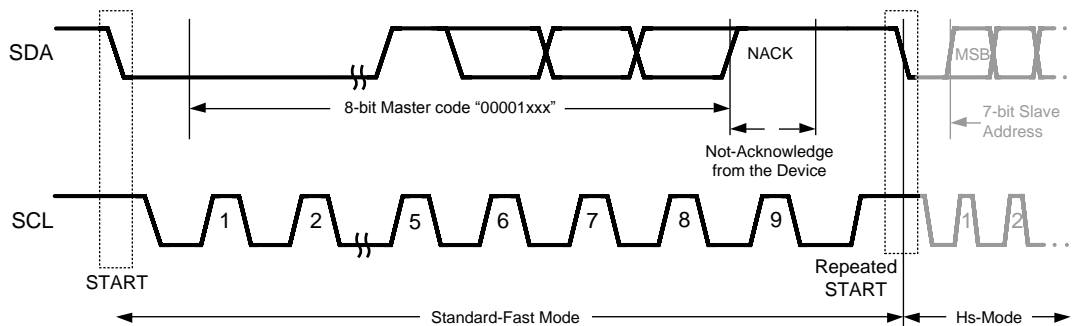 SDA
NACK
MSB
8-bit Master code “00001xxx”
7-bit Slave
Address
Not-Acknowledge
from the Device
SCL
1
2
5
6
7
8
9
1
2
START
Repeated
START
Standard-Fast Mode
Hs-Mode